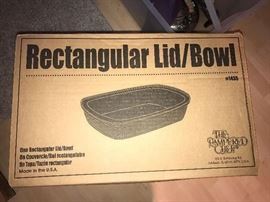 Rectangular Lid/Bowl
#1435
One Rectangular Lid/Bowl
Un Couvercle/Bol rectangulaire
Una Tapa/Tazón rectangular
Made in the U.S.A.
THE
PAMPERED
CHEF